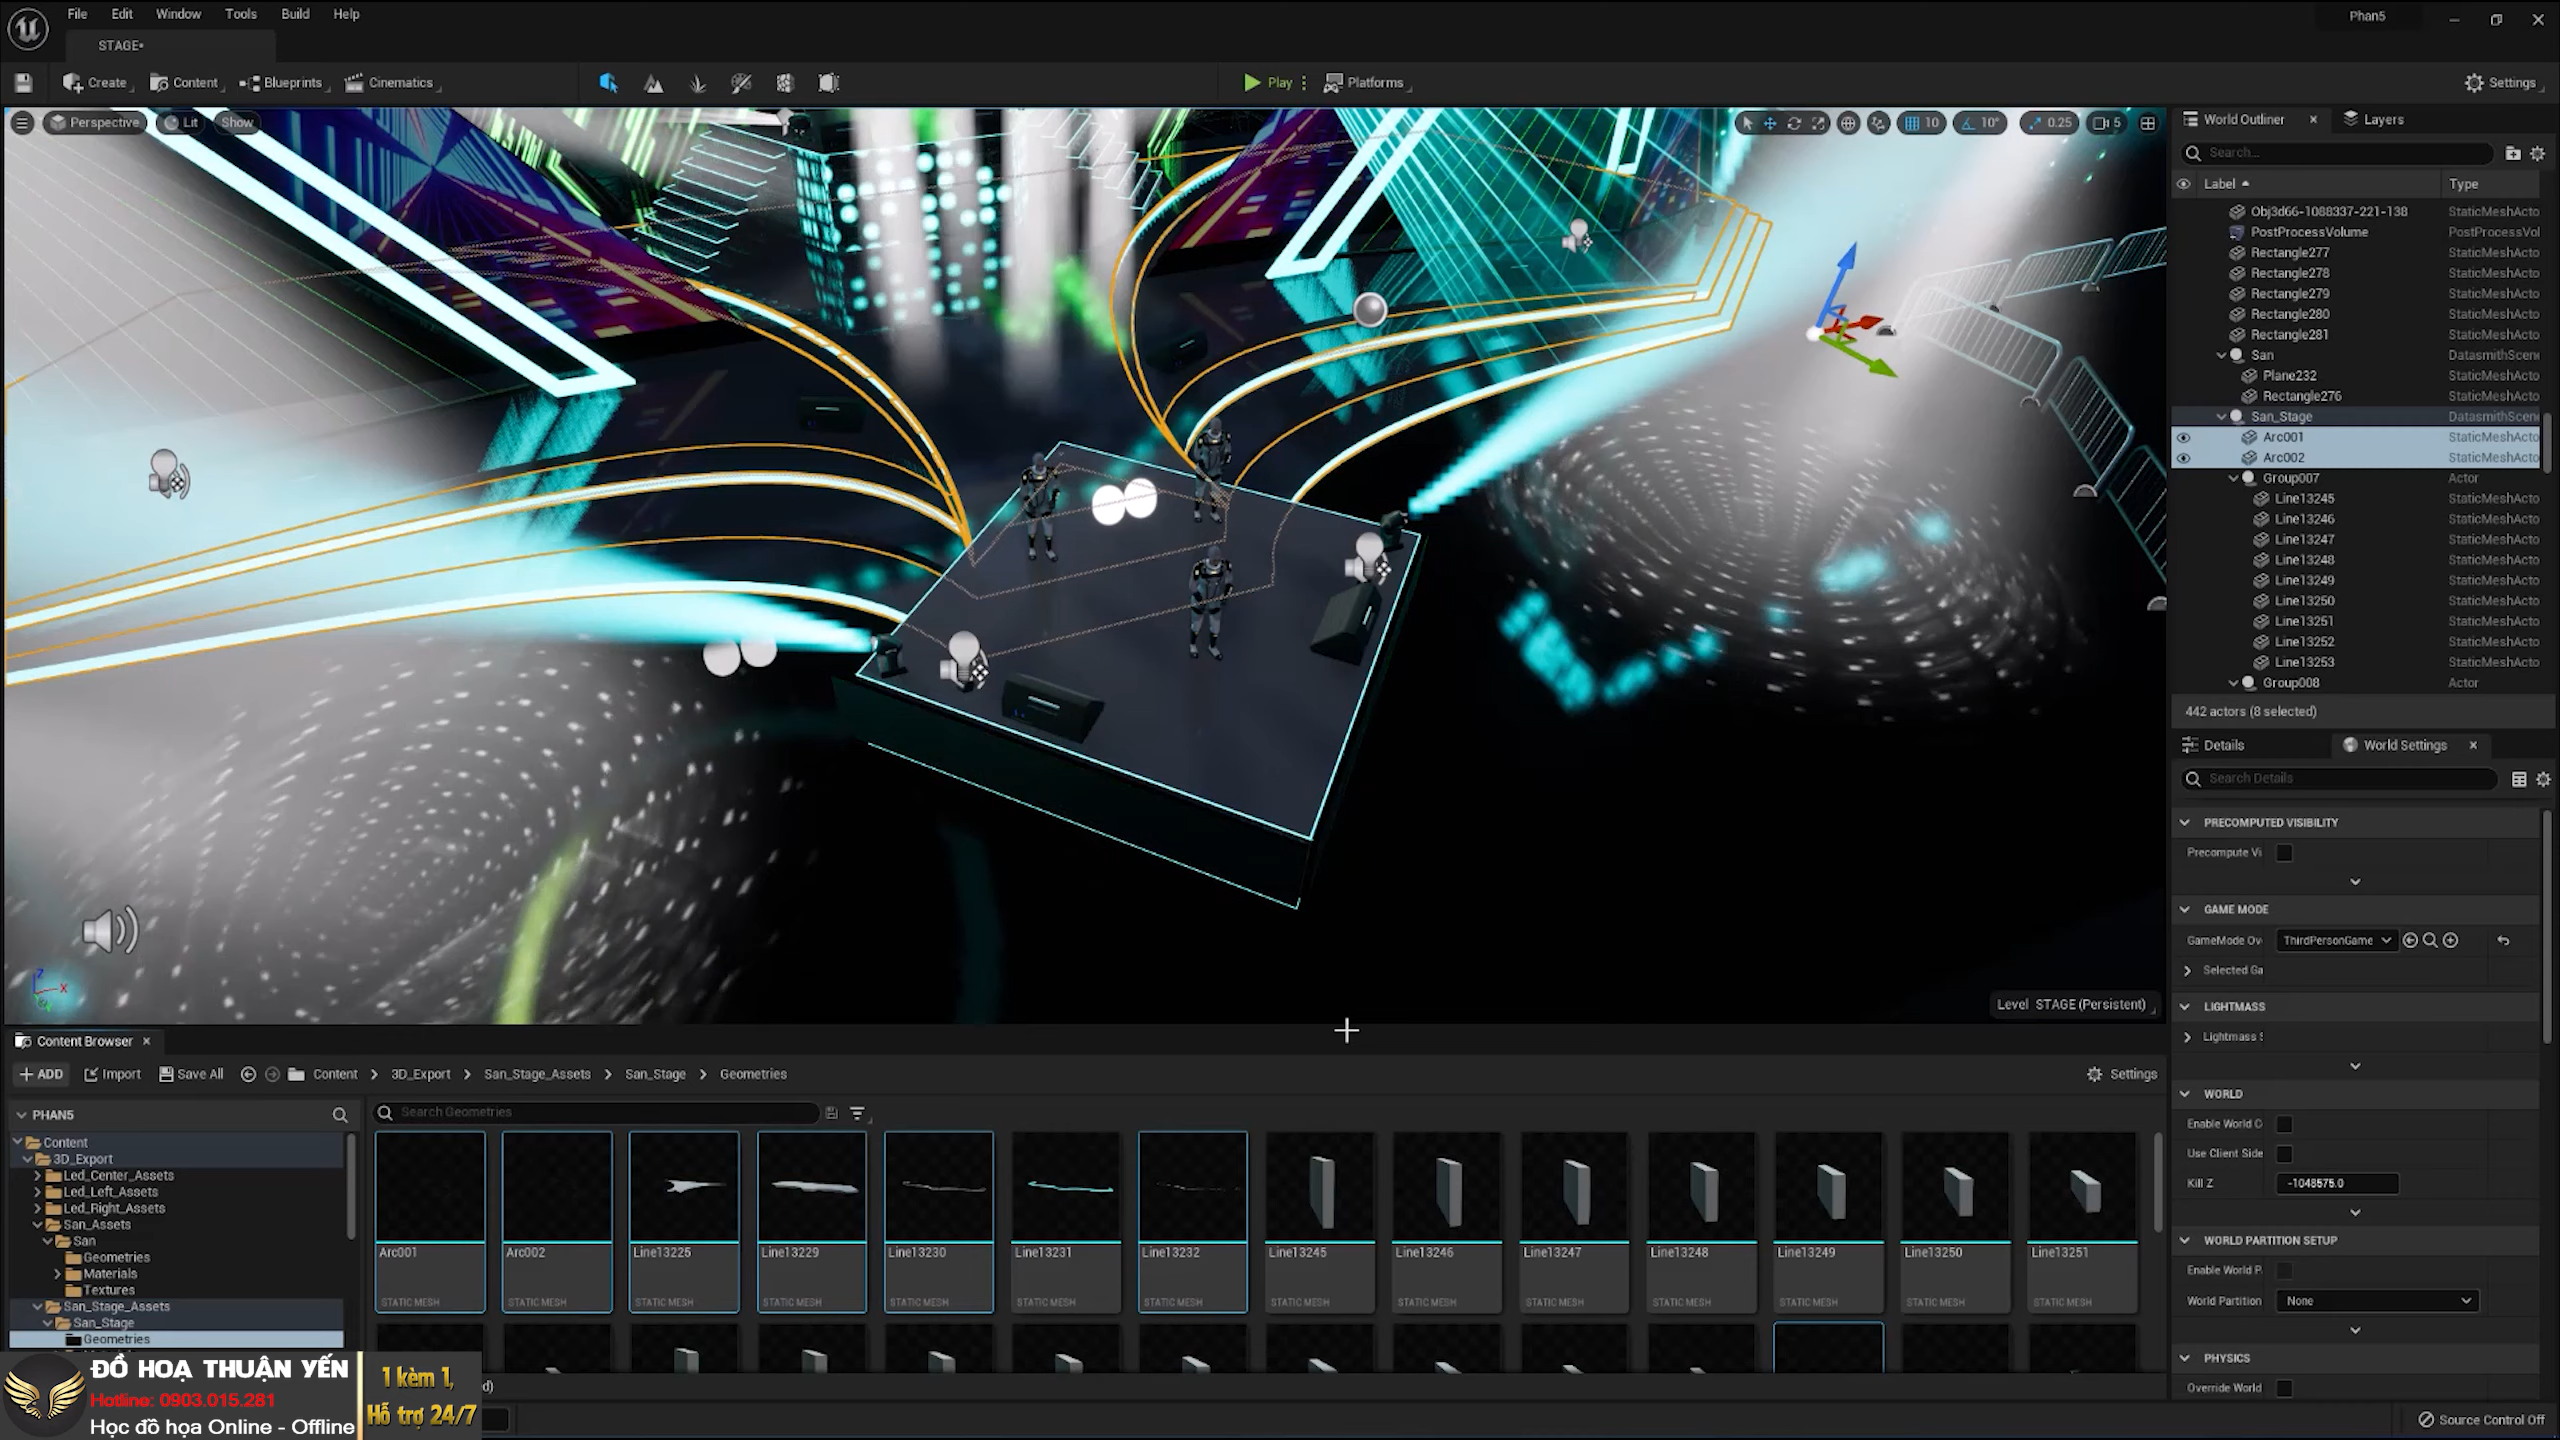 File Edit Window Tools Build Help
Phan5
STAGE•
Create Content Blueprints Cinematics Play Platforms Settings
Perspective Lit Show
10 10° 0.25 5
World Outliner Layers
Search...
Label Type
Obj3d66-1088337-221-138 StaticMeshActo
PostProcessVolume PostProcessVol
Rectangle277 StaticMeshActo
Rectangle278 StaticMeshActo
Rectangle279 StaticMeshActo
Rectangle280 StaticMeshActo
Rectangle281 StaticMeshActo
San DatasmithScene
Plane232 StaticMeshActo
Rectangle276 StaticMeshActo
San_Stage DatasmithScene
Arc001 StaticMeshActo
Arc002 StaticMeshActo
Group007 Actor
Line13245 StaticMeshActo
Line13246 StaticMeshActo
Line13247 StaticMeshActo
Line13248 StaticMeshActo
Line13249 StaticMeshActo
Line13250 StaticMeshActo
Line13251 StaticMeshActo
Line13252 StaticMeshActo
Line13253 StaticMeshActo
Group008 Actor
442 actors (8 selected)
Details World Settings
Search Details
PRECOMPUTED VISIBILITY
Precompute Vi
GAME MODE
GameMode Ov ThirdPersonGame
Selected Ga
LIGHTMASS
Lightmass S
WORLD
Enable World C
Use Client Side
Kill Z -1048575.0
WORLD PARTITION SETUP
Enable World P
World Partition None
PHYSICS
Override World
Level STAGE (Persistent)
Z X
Content Browser
ADD Import Save All Content > 3D_Export > San_Stage_Assets > San_Stage > Geometries Settings
PHAN5
Search Geometries
Content
3D_Export
Led_Center_Assets
Led_Left_Assets
Led_Right_Assets
San_Assets
San
Geometries
Materials
Textures
San_Stage_Assets
San_Stage
Geometries
Arc001 Arc002 Line13225 Line13229 Line13230 Line13231 Line13232 Line13245 Line13246 Line13247 Line13248 Line13249 Line13250 Line13251
STATIC MESH STATIC MESH STATIC MESH STATIC MESH STATIC MESH STATIC MESH STATIC MESH STATIC MESH STATIC MESH STATIC MESH STATIC MESH STATIC MESH STATIC MESH STATIC MESH
ĐỒ HOẠ THUẬN YẾN
Hotline: 0903.015.281
Học đồ họa Online - Offline
1 kèm 1,
Hỗ trợ 24/7
Source Control Off